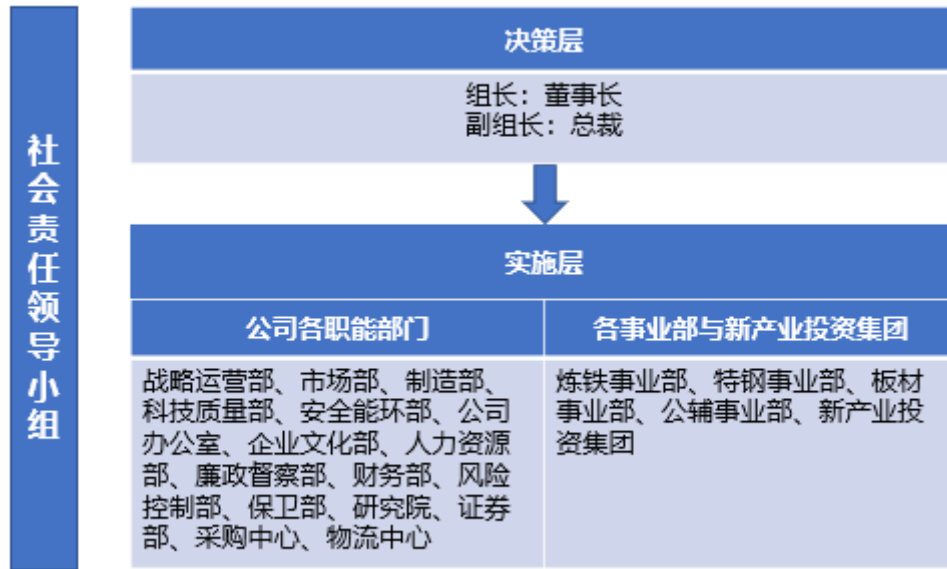 社会责任领导小组
决策层
组长：董事长
副组长：总裁
实施层
公司各职能部门
战略运营部、市场部、制造部、
科技质量部、安全能环部、公司
办公室、企业文化部、人力资源
部、廉政督察部、财务部、风险
控制部、保卫部、研究院、证券
部、采购中心、物流中心
各事业部与新产业投资集团
炼铁事业部、特钢事业部、板材
事业部、公辅事业部、新产业投
资集团